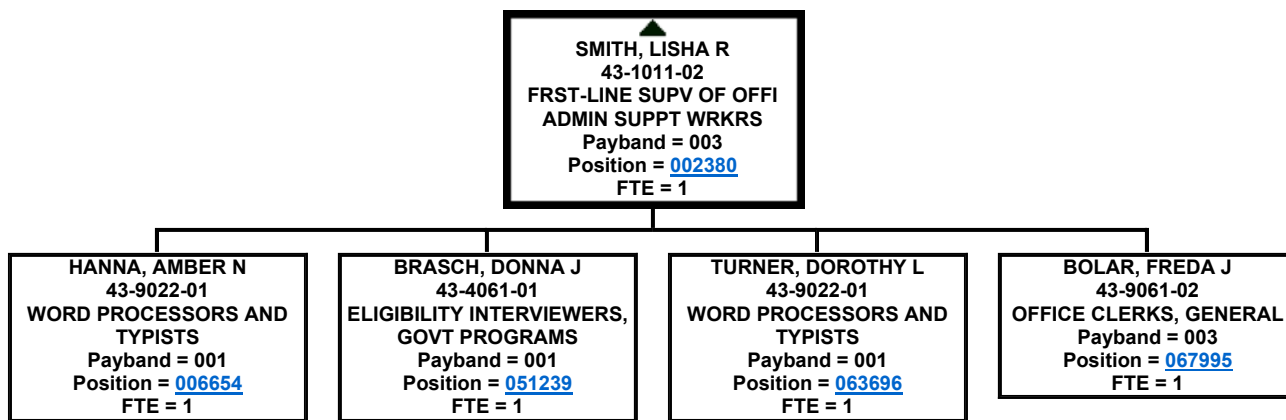 SMITH, LISHA R
43-1011-02
FRST-LINE SUPV OF OFFI
ADMIN SUPPT WRKRS
Payband = 003
Position = 002380
FTE = 1
HANNA, AMBER N
43-9022-01
WORD PROCESSORS AND
TYPISTS
Payband = 001
Position = 006654
FTE = 1
BRASCH, DONNA J
43-4061-01
ELIGIBILITY INTERVIEWERS,
GOVT PROGRAMS
Payband = 001
Position = 051239
FTE = 1
TURNER, DOROTHY L
43-9022-01
WORD PROCESSORS AND
TYPISTS
Payband = 001
Position = 063696
FTE = 1
BOLAR, FREDA J
43-9061-02
OFFICE CLERKS, GENERAL
Payband = 003
Position = 067995
FTE = 1